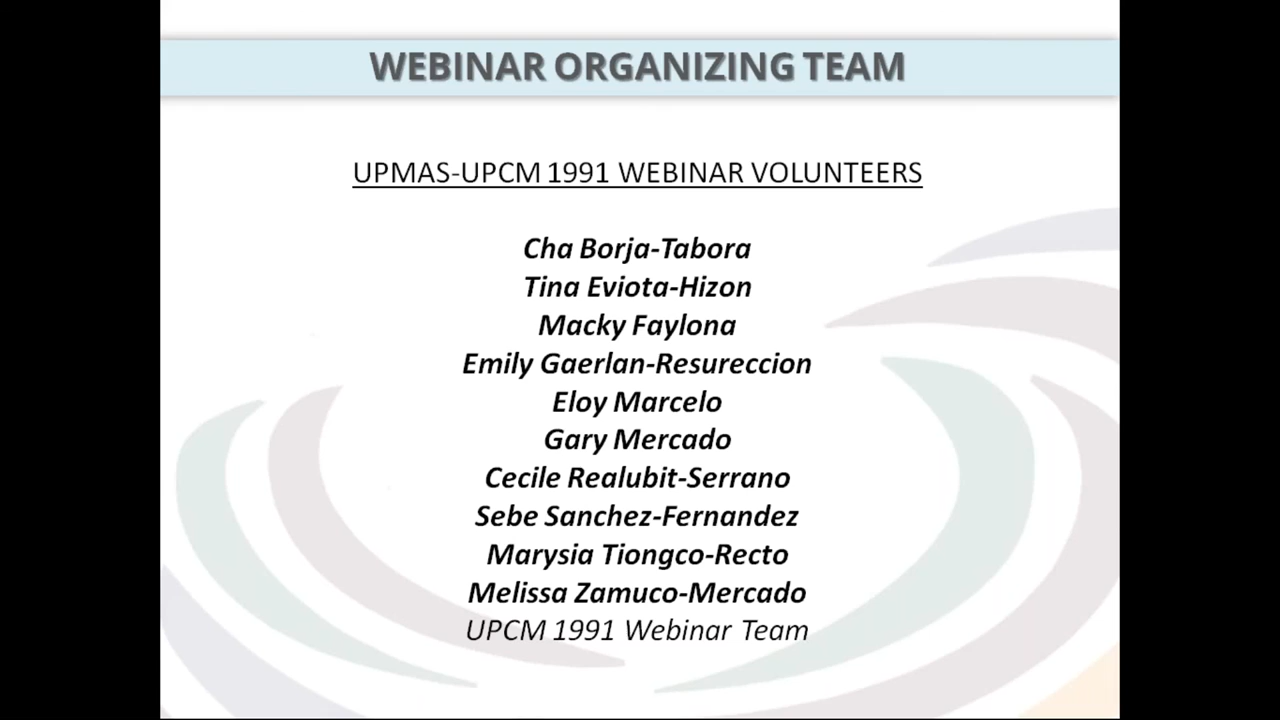 WEBINAR ORGANIZING TEAM
UPMAS-UPCM 1991 WEBINAR VOLUNTEERS
Cha Borja-Tabora
Tina Eviota-Hizon
Macky Faylona
Emily Gaerlan-Resureccion
Eloy Marcelo
Gary Mercado
Cecile Realubit-Serrano
Sebe Sanchez-Fernandez
Marysia Tiongco-Recto
Melissa Zamuco-Mercado
UPCM 1991 Webinar Team